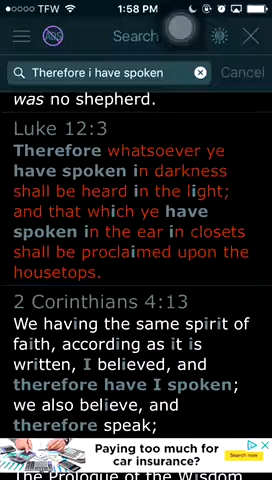 TFW 1:58 PM
ADS Search
Therefore i have spoken Cancel
was no shepherd.
Luke 12:3
Therefore whatsoever ye
have spoken in darkness
shall be heard in the light;
and that which ye have
spoken in the ear in closets
shall be proclaimed upon the
housetops.
2 Corinthians 4:13
We having the same spirit of
faith, according as it is
written, I believed, and
therefore have I spoken;
we also believe, and
therefore speak;
Paying too much for
car insurance?
Search now
The Prologue of the Wisdom